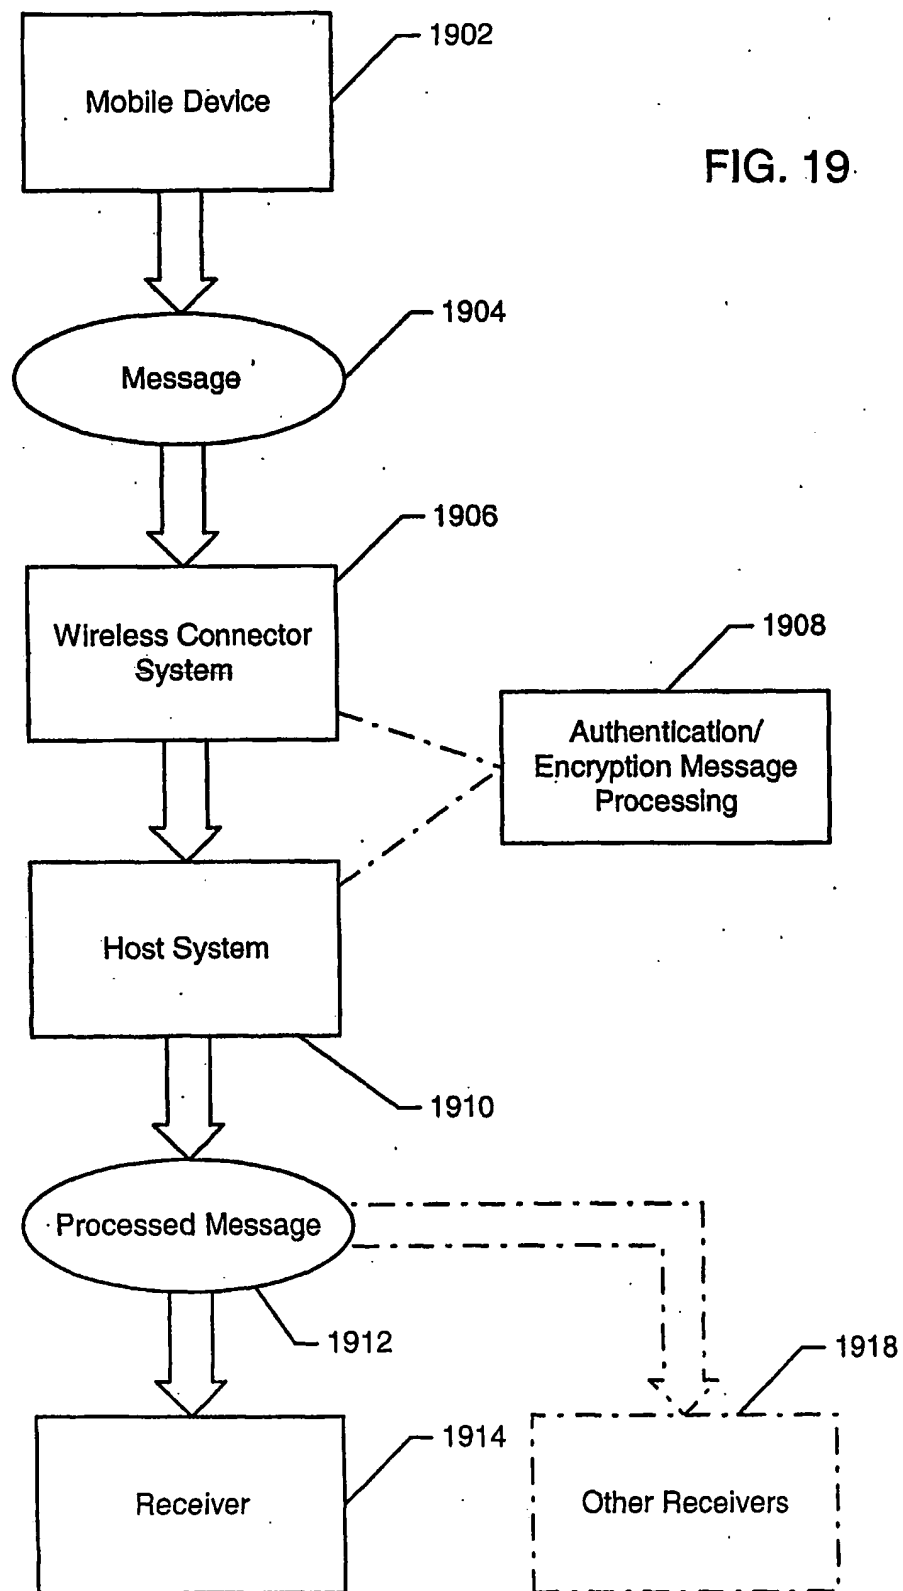 1902
Mobile Device
FIG. 19
1904
Message
1906
Wireless Connector
System
1908
Authentication/
Encryption Message
Processing
Host System
1910
Processed Message
1912
1918
1914
Receiver
Other Receivers